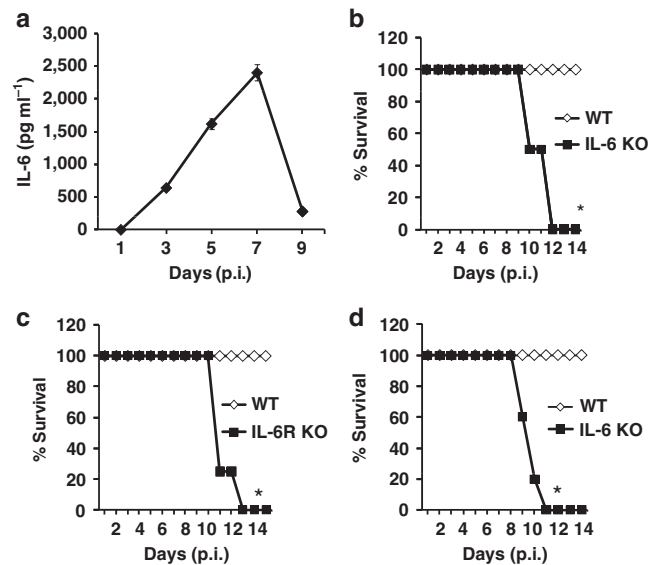 a
IL-6 (pg ml⁻¹)
3,000
2,500
2,000
1,500
1,000
500
0
1 3 5 7 9
Days (p.i.)
b
% Survival
120
100
80
60
40
20
0
WT
IL-6 KO
*
2 4 6 8 10 12 14
Days (p.i.)
c
% Survival
120
100
80
60
40
20
0
WT
IL-6R KO
*
2 4 6 8 10 12 14
Days (p.i.)
d
% Survival
120
100
80
60
40
20
0
WT
IL-6 KO
*
2 4 6 8 10 12 14
Days (p.i.)